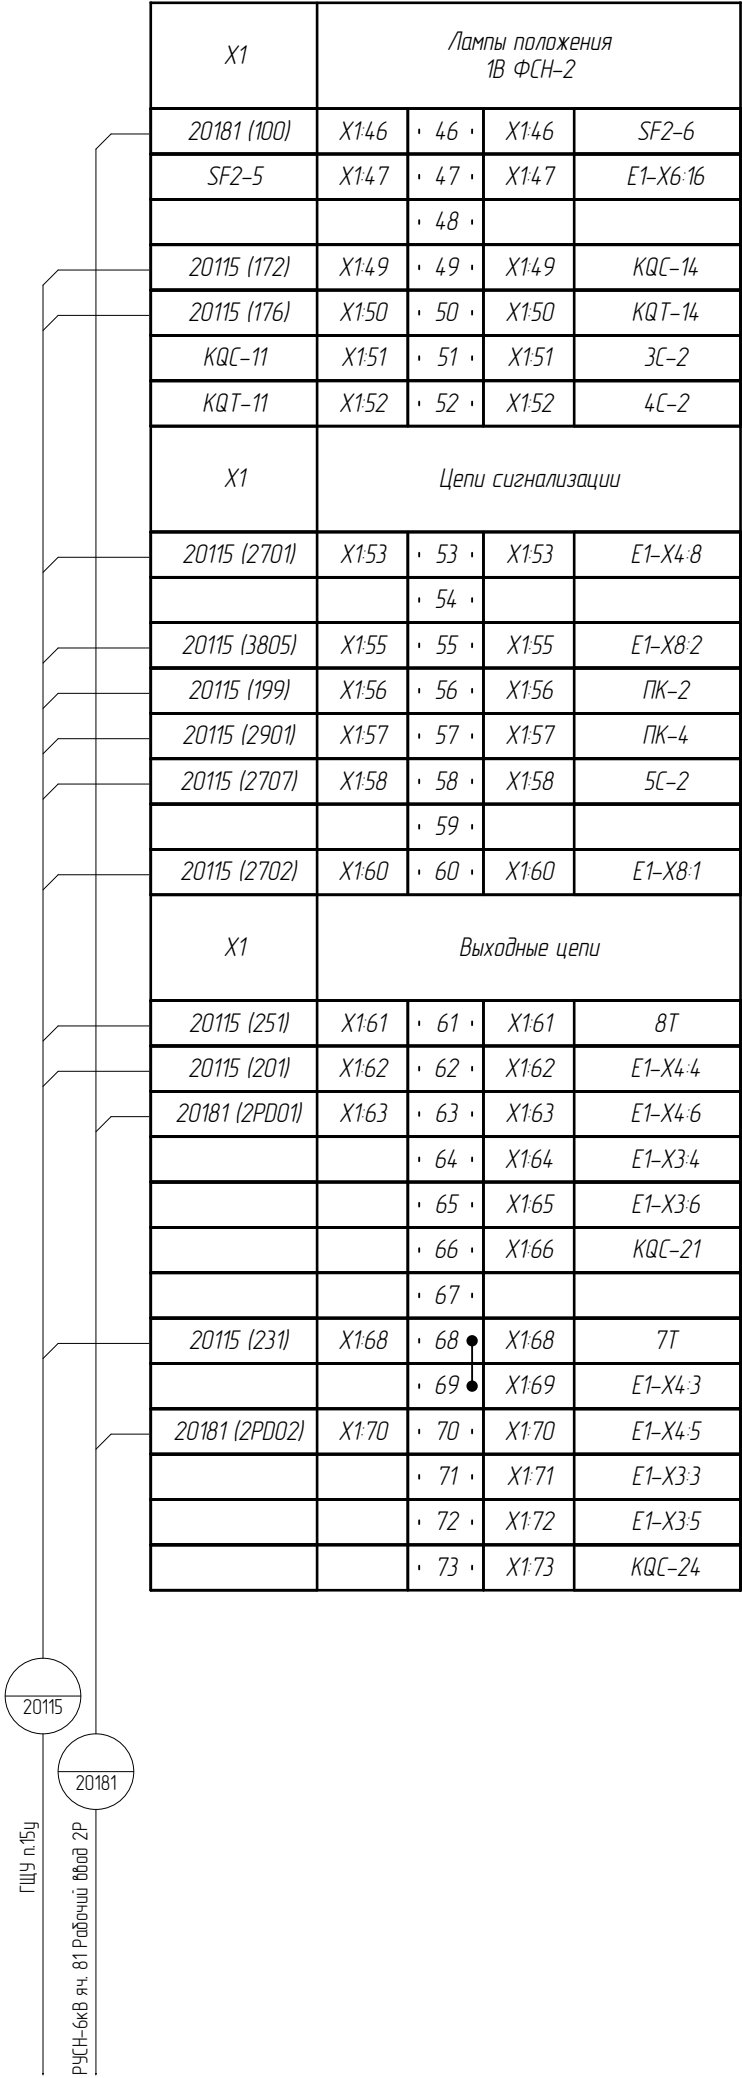 X1 Лампы положения
1В ФСН-2
20181 (100) X1:46 46 X1:46 SF2-6
SF2-5 X1:47 47 X1:47 E1-X6:16
48
20115 (172) X1:49 49 X1:49 KQC-14
20115 (176) X1:50 50 X1:50 KQT-14
KQC-11 X1:51 51 X1:51 3C-2
KQT-11 X1:52 52 X1:52 4C-2
X1 Цепи сигнализации
20115 (2701) X1:53 53 X1:53 E1-X4:8
54
20115 (3805) X1:55 55 X1:55 E1-X8:2
20115 (199) X1:56 56 X1:56 ПК-2
20115 (2901) X1:57 57 X1:57 ПК-4
20115 (2707) X1:58 58 X1:58 5C-2
59
20115 (2702) X1:60 60 X1:60 E1-X8:1
X1 Выходные цепи
20115 (251) X1:61 61 X1:61 8T
20115 (201) X1:62 62 X1:62 E1-X4:4
20181 (2PD01) X1:63 63 X1:63 E1-X4:6
64 X1:64 E1-X3:4
65 X1:65 E1-X3:6
66 X1:66 KQC-21
67
20115 (231) X1:68 68 X1:68 7T
69 X1:69 E1-X4:3
20181 (2PD02) X1:70 70 X1:70 E1-X4:5
71 X1:71 E1-X3:3
72 X1:72 E1-X3:5
73 X1:73 KQC-24
20115
20181
ГЩУ п.15у
РУСН-6кВ яч. 81 Рабочий ввод 2Р